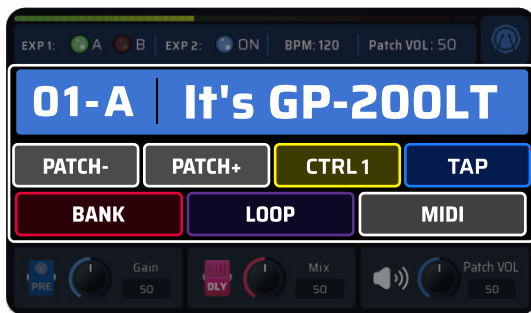 EXP 1: A B EXP 2: ON BPM: 120 Patch VOL: 50
01-A It's GP-200LT
PATCH- PATCH+ CTRL 1 TAP
BANK LOOP MIDI
PRE Gain 50 DLY Mix 50 Patch VOL 50